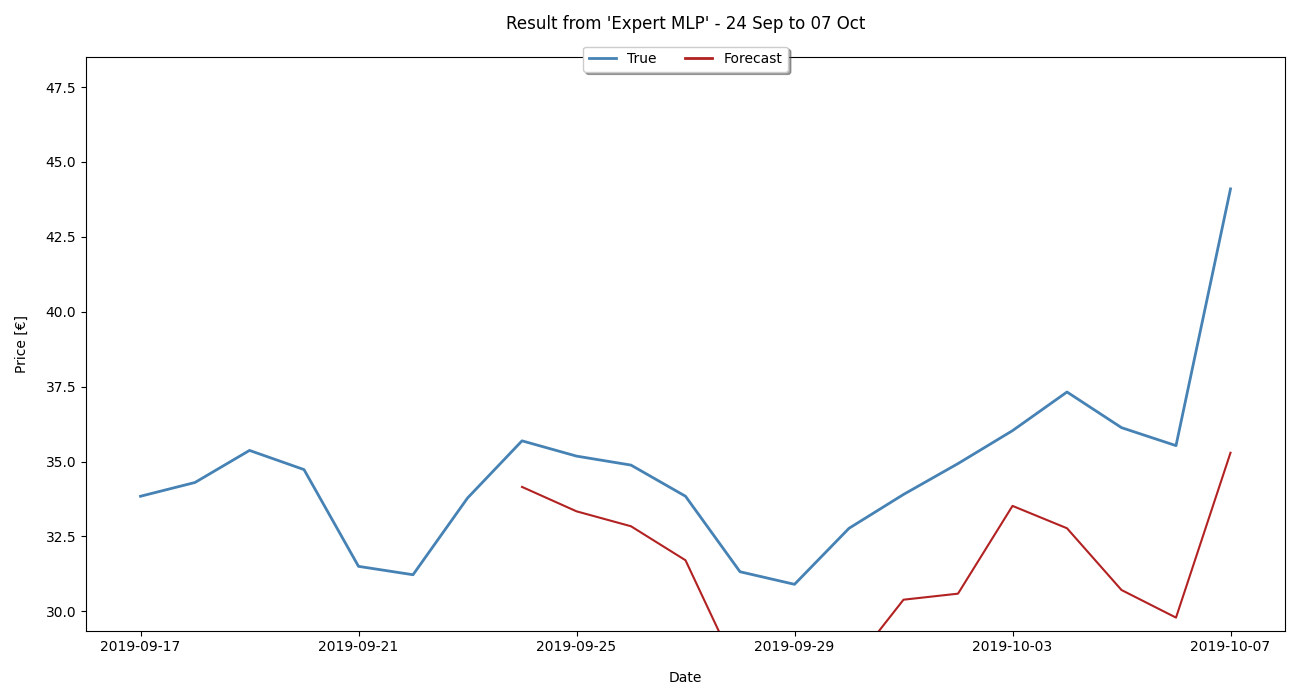 Result from 'Expert MLP' - 24 Sep to 07 Oct
True Forecast
47.5
45.0
42.5
40.0
37.5
35.0
32.5
30.0
Price [€]
2019-09-17 2019-09-21 2019-09-25 2019-09-29 2019-10-03 2019-10-07
Date